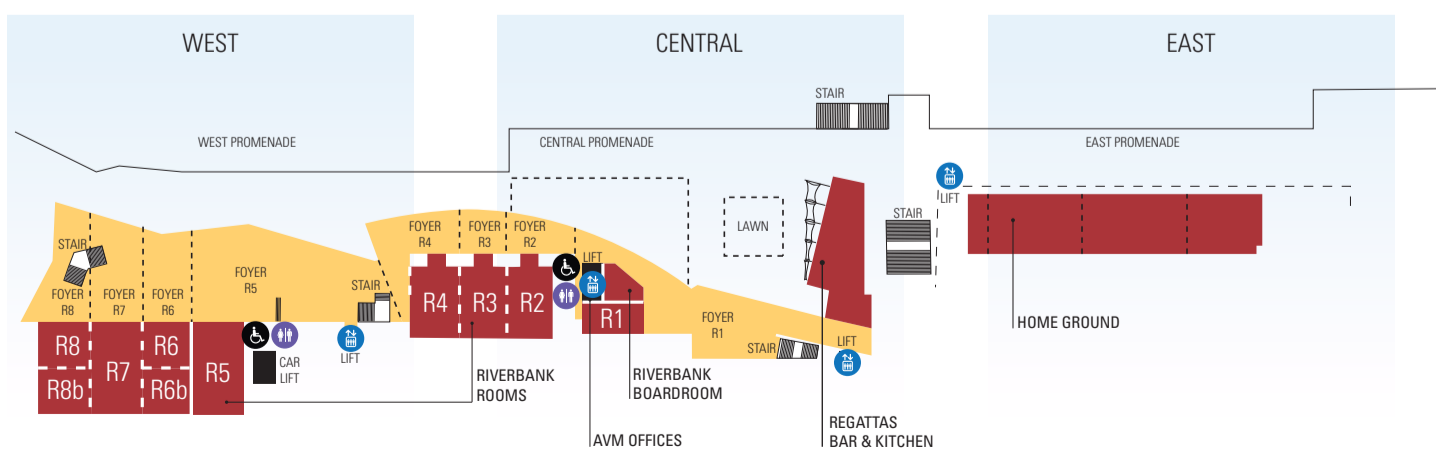 WEST
CENTRAL
EAST
STAIR
WEST PROMENADE
CENTRAL PROMENADE
EAST PROMENADE
LIFT
STAIR
LAWN
FOYER
R4
FOYER
R3
FOYER
R2
STAIR
LIFT
FOYER
R8
FOYER
R7
FOYER
R6
FOYER
R5
STAIR
R4
R3
R2
R1
FOYER
R1
HOME GROUND
R8
R7
R6
R5
R8b
R6b
CAR
LIFT
LIFT
STAIR
LIFT
RIVERBANK
ROOMS
RIVERBANK
BOARDROOM
AVM OFFICES
REGATTAS
BAR & KITCHEN